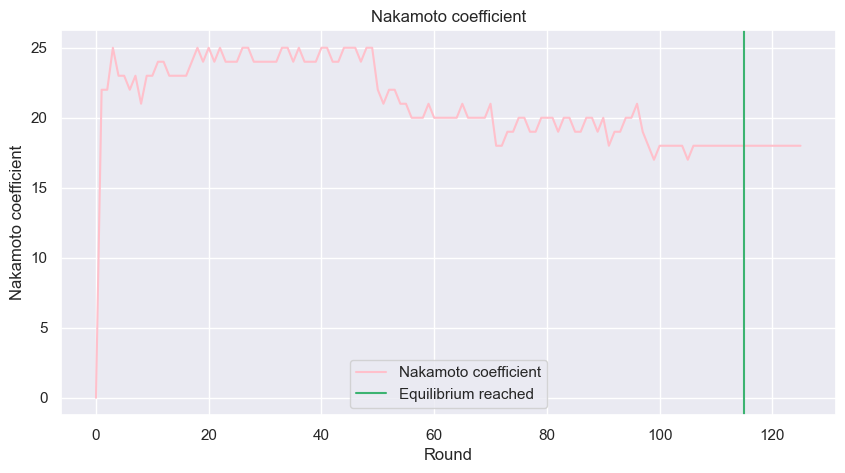 Nakamoto coefficient
Nakamoto coefficient
25
20
15
10
5
0
Nakamoto coefficient
Equilibrium reached
0 20 40 60 80 100 120
Round